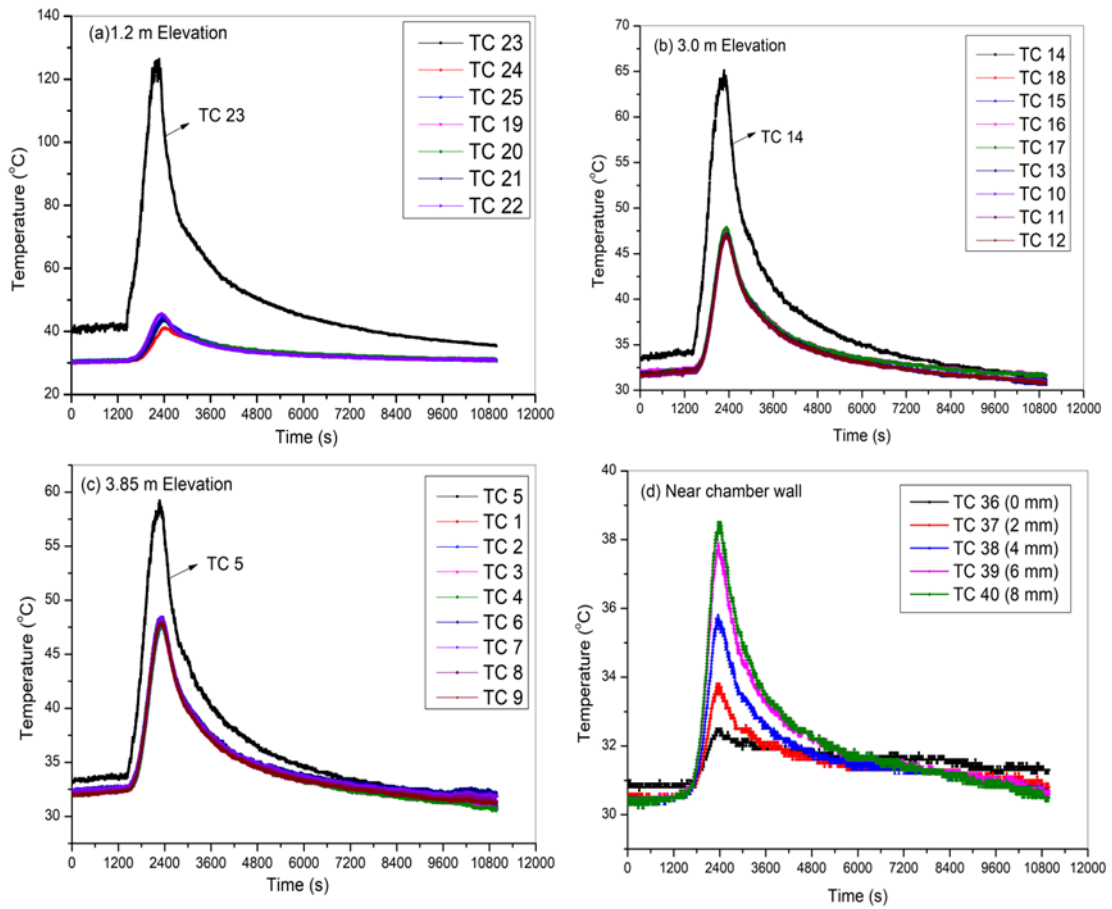 (a)1.2 m Elevation
TC 23
TC 24
TC 25
TC 19
TC 20
TC 21
TC 22
TC 23
140
120
100
80
60
40
20
Temperature (°C)
0 1200 2400 3600 4800 6000 7200 8400 9600 10800 12000
Time (s)
(b) 3.0 m Elevation
TC 14
TC 18
TC 15
TC 16
TC 17
TC 13
TC 10
TC 11
TC 12
TC 14
70
65
60
55
50
45
40
35
30
Temperature (°C)
0 1200 2400 3600 4800 6000 7200 8400 9600 10800 12000
Time (s)
(c) 3.85 m Elevation
TC 5
TC 1
TC 2
TC 3
TC 4
TC 6
TC 7
TC 8
TC 9
TC 5
60
55
50
45
40
35
30
Temperature (°C)
0 1200 2400 3600 4800 6000 7200 8400 9600 10800 12000
Time (s)
(d) Near chamber wall
TC 36 (0 mm)
TC 37 (2 mm)
TC 38 (4 mm)
TC 39 (6 mm)
TC 40 (8 mm)
40
38
36
34
32
30
Temperature (°C)
0 1200 2400 3600 4800 6000 7200 8400 9600 10800 12000
Time (s)